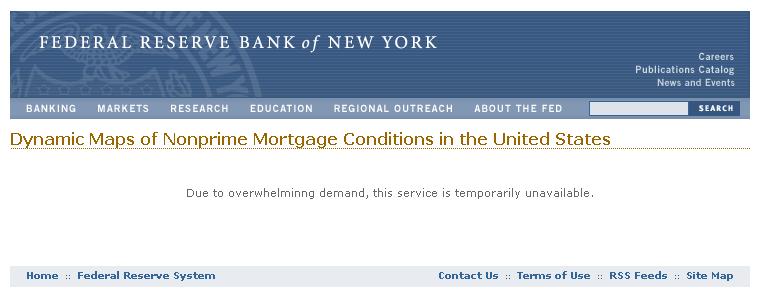 FEDERAL RESERVE BANK of NEW YORK
Careers
Publications Catalog
News and Events
BANKING MARKETS RESEARCH EDUCATION REGIONAL OUTREACH ABOUT THE FED SEARCH
Dynamic Maps of Nonprime Mortgage Conditions in the United States
Due to overwhelminng demand, this service is temporarily unavailable.
Home :: Federal Reserve System Contact Us :: Terms of Use :: RSS Feeds :: Site Map